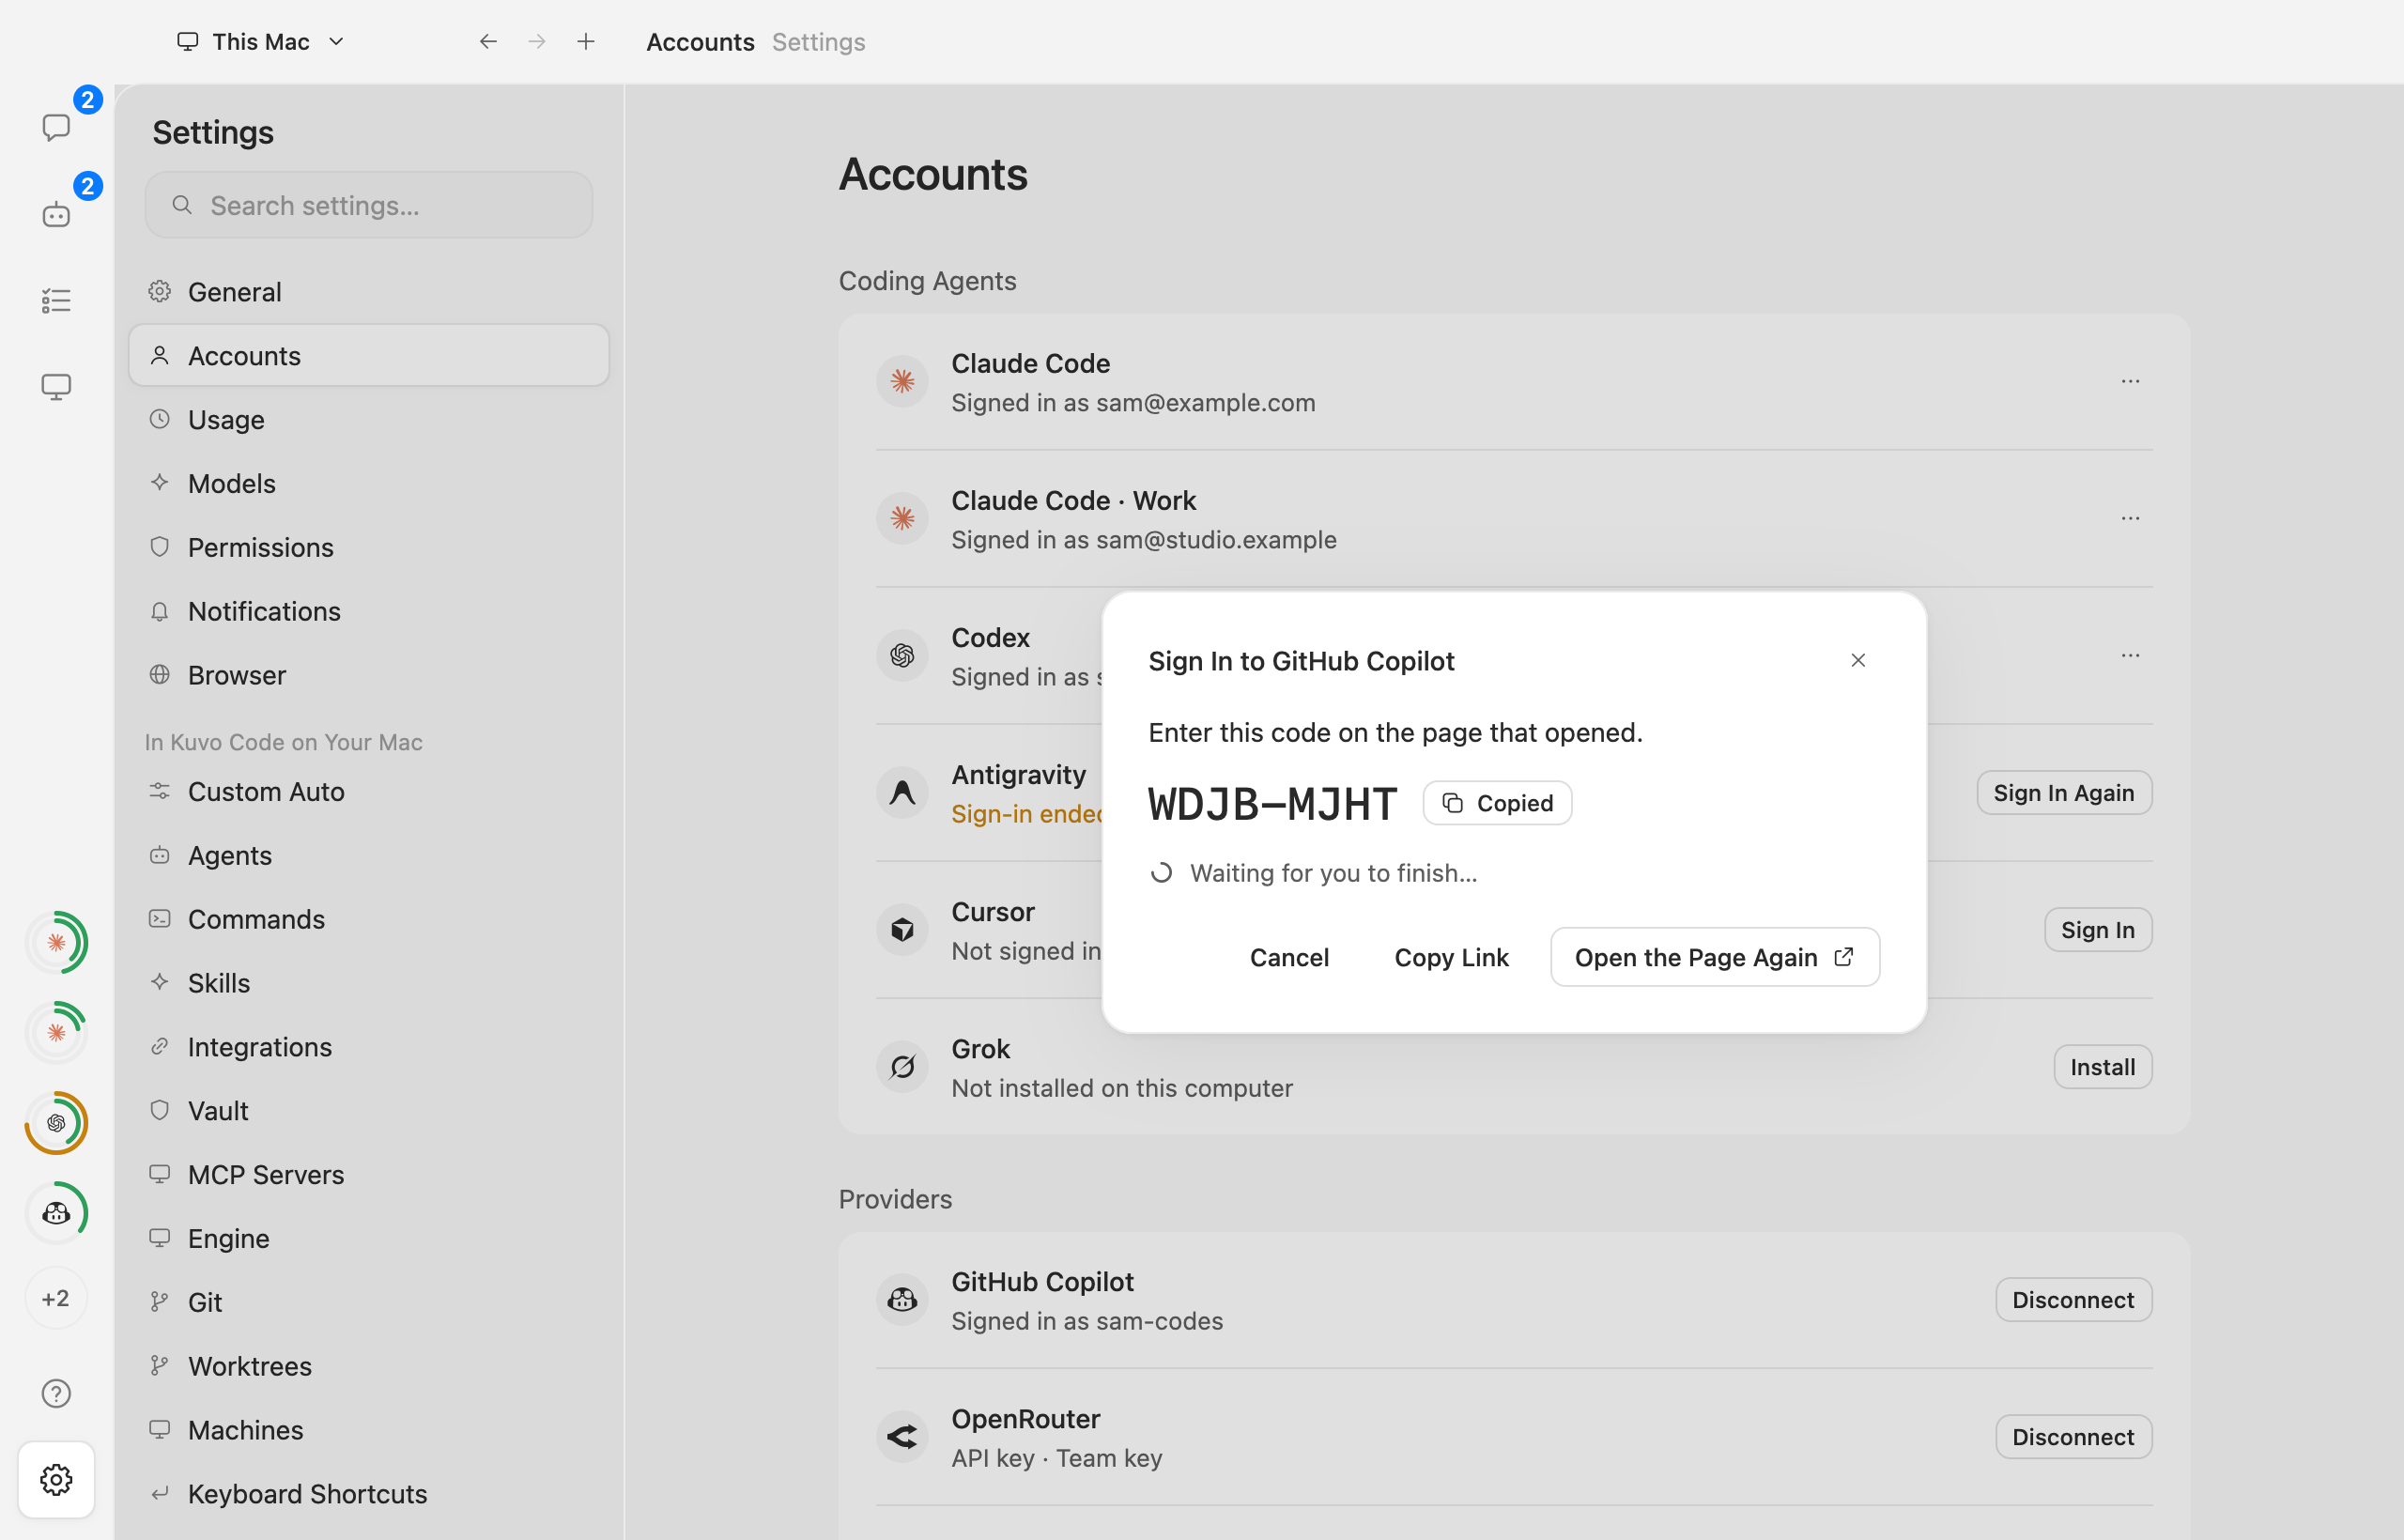 This Mac
Accounts Settings
2
2
+2
Settings
Search settings...
General
Accounts
Usage
Models
Permissions
Notifications
Browser
In Kuvo Code on Your Mac
Custom Auto
Agents
Commands
Skills
Integrations
Vault
MCP Servers
Engine
Git
Worktrees
Machines
Keyboard Shortcuts
Accounts
Coding Agents
Claude Code
Signed in as sam@example.com
Claude Code · Work
Signed in as sam@studio.example
Codex
Signed in as
Antigravity
Sign-in ended
Sign In Again
Cursor
Not signed in
Sign In
Grok
Not installed on this computer
Install
Sign In to GitHub Copilot
Enter this code on the page that opened.
WDJB–MJHT
Copied
Waiting for you to finish...
Cancel
Copy Link
Open the Page Again
Providers
GitHub Copilot
Signed in as sam-codes
Disconnect
OpenRouter
API key · Team key
Disconnect